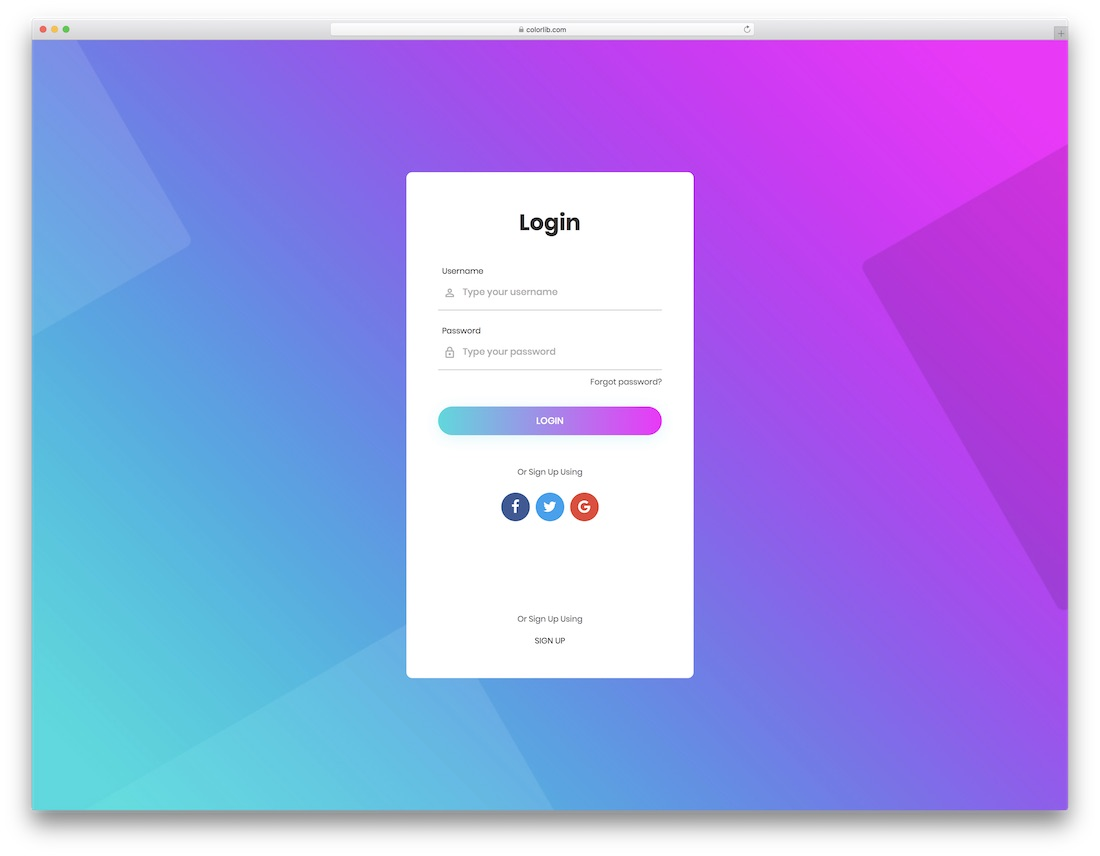 colorlib.com
Login
Username
Type your username
Password
Type your password
Forgot password?
LOGIN
Or Sign Up Using
Or Sign Up Using
SIGN UP